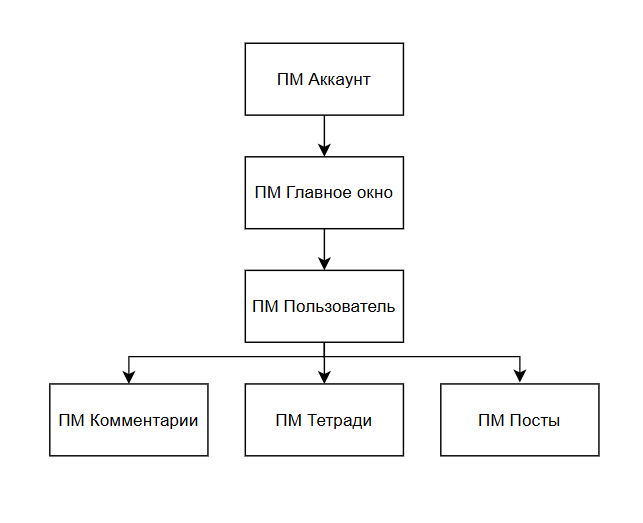 ПМ Аккаунт
ПМ Главное окно
ПМ Пользователь
ПМ Комментарии
ПМ Тетради
ПМ Посты